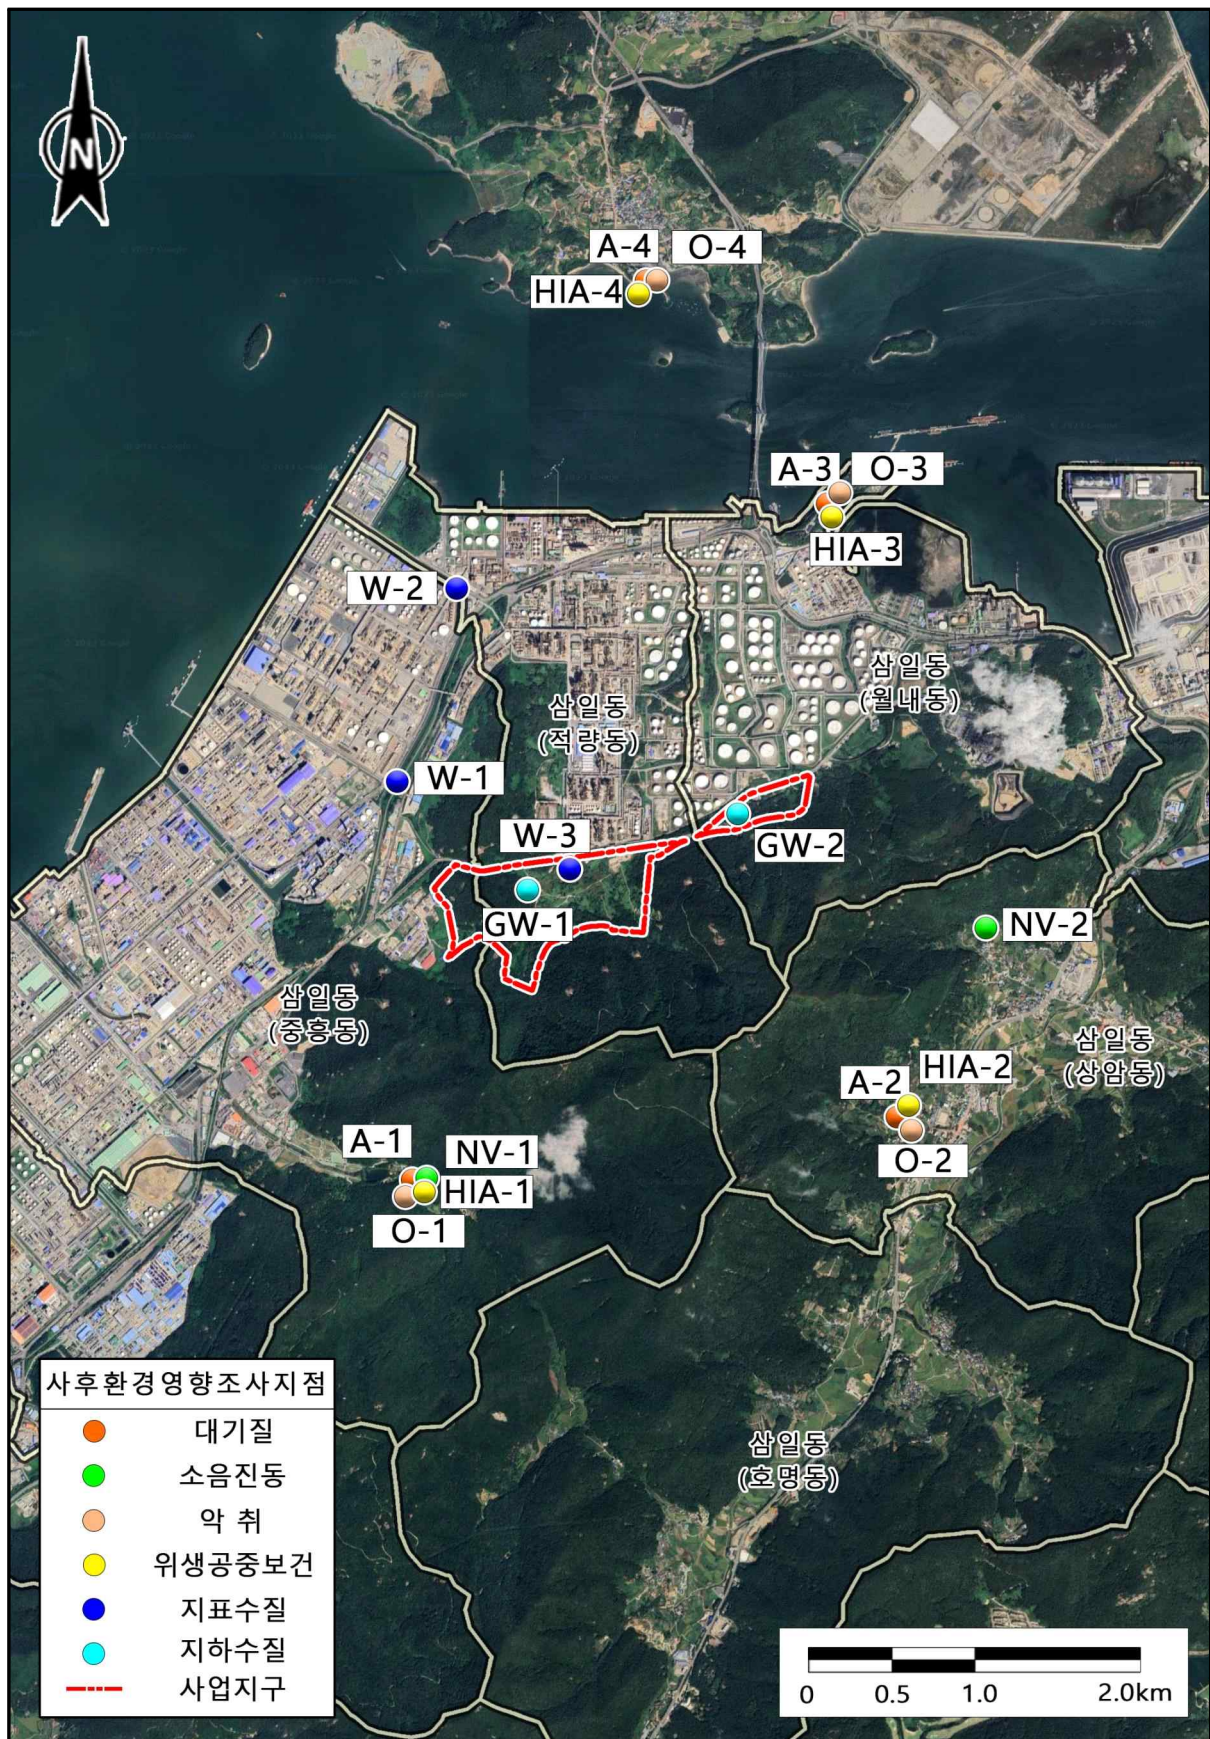 N
A-4
O-4
HIA-4
A-3
O-3
HIA-3
W-2
삼일동
(월내동)
삼일동
(적량동)
W-1
W-3
GW-2
GW-1
NV-2
삼일동
(중흥동)
삼일동
(상암동)
HIA-2
A-2
O-2
A-1
NV-1
HIA-1
O-1
삼일동
(호명동)
사후환경영향조사지점
대기질
소음진동
악 취
위생공중보건
지표수질
지하수질
사업지구
0 0.5 1.0 2.0km